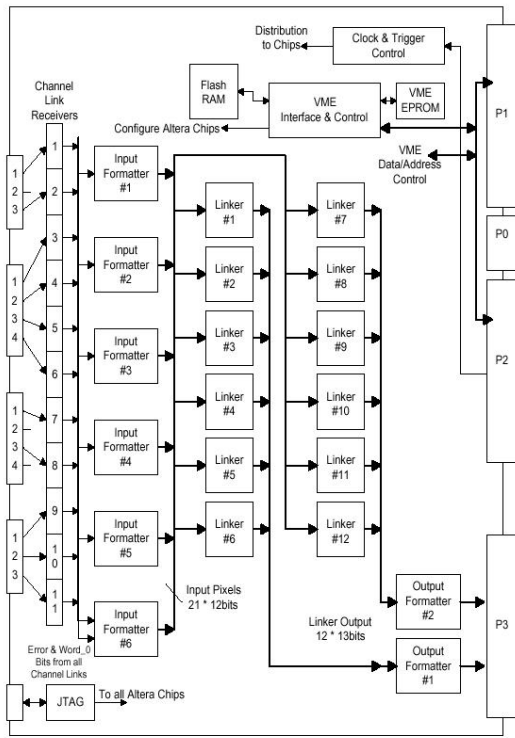 Distribution
to Chips
Clock & Trigger
Control
Flash
RAM
VME
Interface & Control
VME
EPROM
P1
Configure Altera Chips
VME
Data/Address
Control
P0
P2
P3
Channel
Link
Receivers
1
2
3
1
2
3
4
1
2
3
4
1
2
3
1
2
3
4
5
6
7
8
9
1
0
1
1
Input
Formatter
#1
Input
Formatter
#2
Input
Formatter
#3
Input
Formatter
#4
Input
Formatter
#5
Input
Formatter
#6
Linker
#1
Linker
#2
Linker
#3
Linker
#4
Linker
#5
Linker
#6
Linker
#7
Linker
#8
Linker
#9
Linker
#10
Linker
#11
Linker
#12
Input Pixels
21 * 12bits
Linker Output
12 * 13bits
Output
Formatter
#2
Output
Formatter
#1
Error & Word_0
Bits from all
Channel Links
JTAG
To all Altera Chips